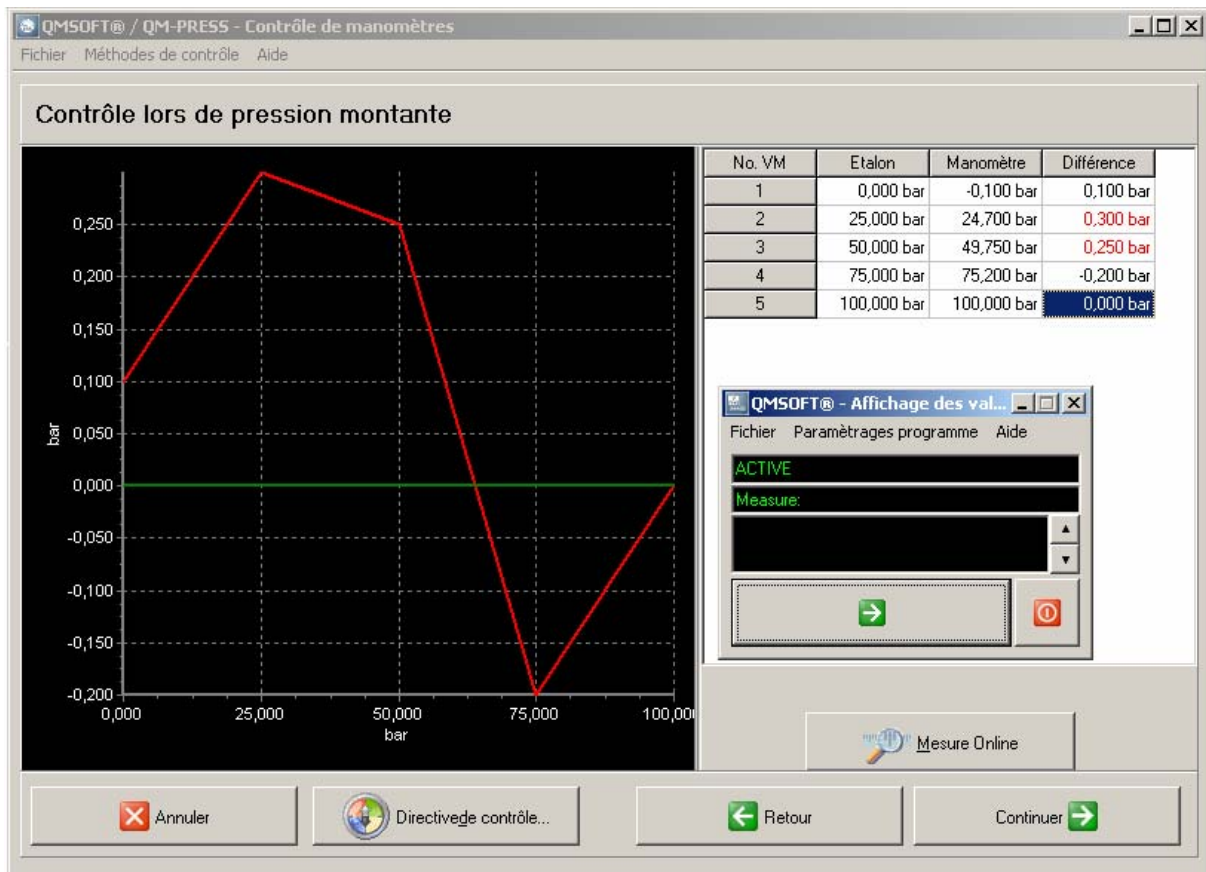 QMSOFT® / QM-PRESS - Contrôle de manomètres
Fichier Méthodes de contrôle Aide
Contrôle lors de pression montante
0,250
0,200
0,150
0,100
0,050
0,000
-0,050
-0,100
-0,150
-0,200
bar
0,000 25,000 50,000 75,000 100,00
bar
No. VM Etalon Manomètre Différence
1 0,000 bar -0,100 bar 0,100 bar
2 25,000 bar 24,700 bar 0,300 bar
3 50,000 bar 49,750 bar 0,250 bar
4 75,000 bar 75,200 bar -0,200 bar
5 100,000 bar 100,000 bar 0,000 bar
QMSOFT® - Affichage des val...
Fichier Paramètrages programme Aide
ACTIVE
Measure:
Mesure Online
Annuler
Directivede contrôle...
Retour
Continuer